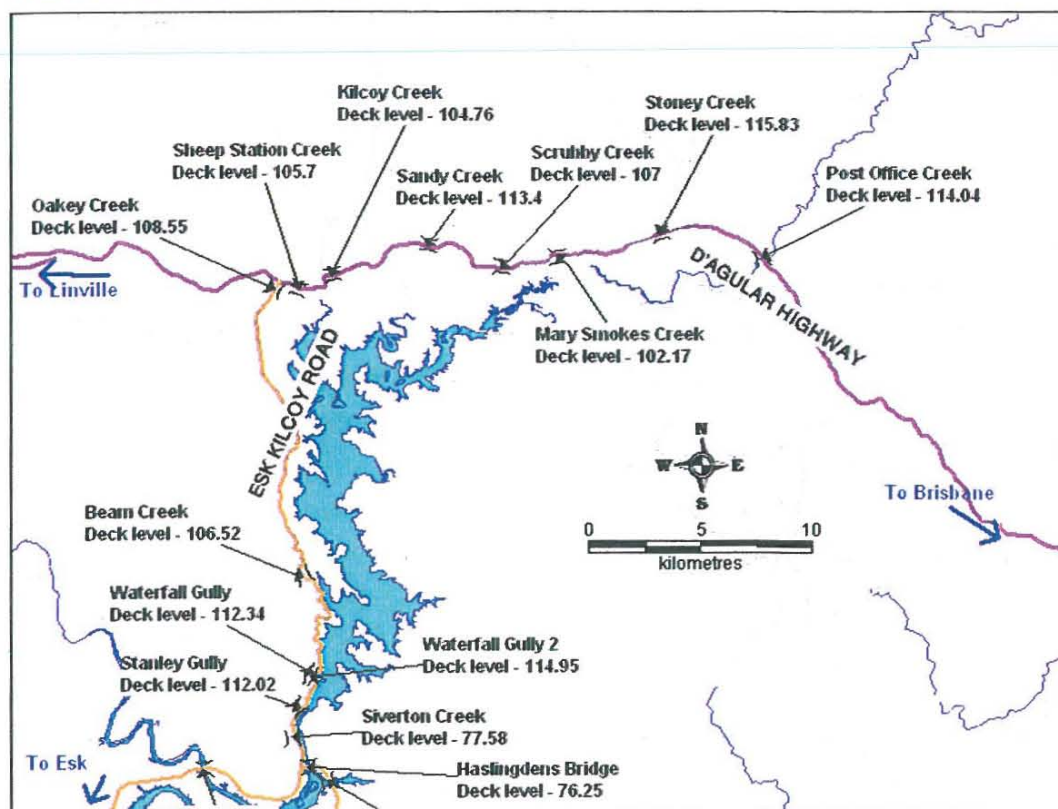 Kilcoy Creek
Deck level - 104.76
Stoney Creek
Deck level - 115.83
Sheep Station Creek
Deck level - 105.7
Scrubby Creek
Deck level - 107
Sandy Creek
Deck level - 113.4
Post Office Creek
Deck level - 114.04
Oakey Creek
Deck level - 108.55
To Linville
D'AGULAR HIGHWAY
Mary Smokes Creek
Deck level - 102.17
ESK KILCOY ROAD
N
W
E
S
To Brisbane
0 5 10
kilometres
Beam Creek
Deck level - 106.52
Waterfall Gully
Deck level - 112.34
Waterfall Gully 2
Deck level - 114.95
Stanley Gully
Deck level - 112.02
Siverton Creek
Deck level - 77.58
To Esk
Haslingdens Bridge
Deck level - 76.25